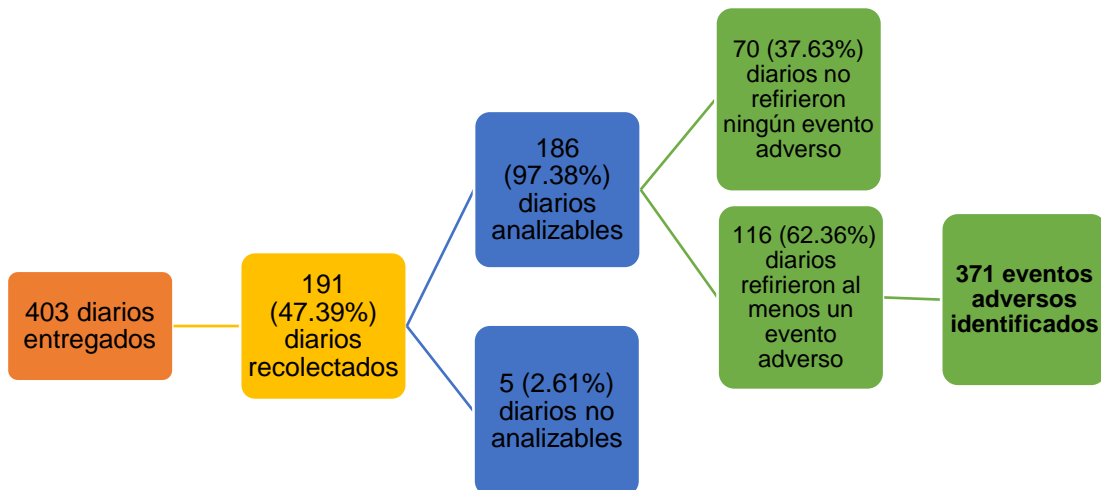 403 diarios
entregados
191
(47.39%)
diarios
recolectados
186
(97.38%)
diarios
analizables
5 (2.61%)
diarios no
analizables
70 (37.63%)
diarios no
refirieron
ningún evento
adverso
116 (62.36%)
diarios
refirieron al
menos un
evento
adverso
371 eventos
adversos
identificados